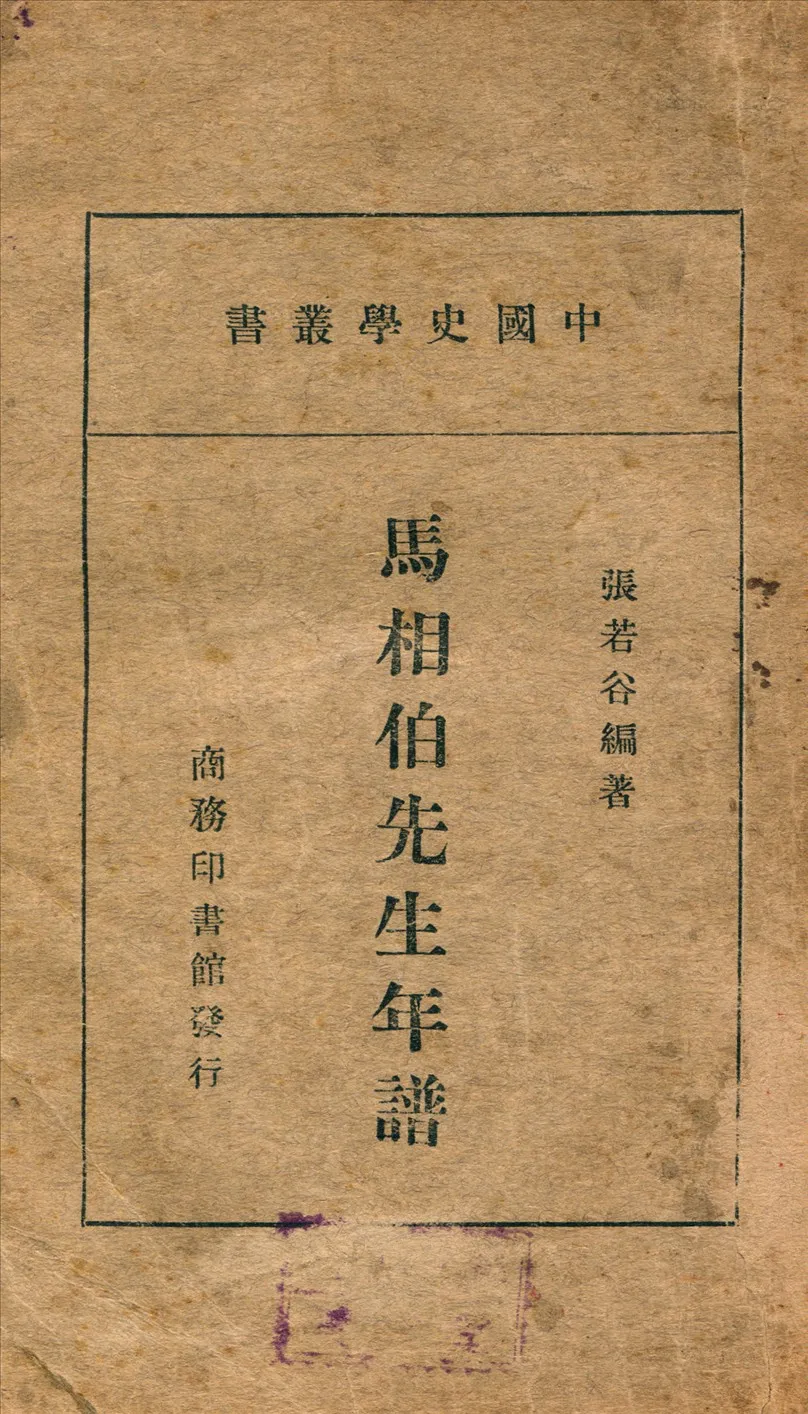 中國史學叢書
張若谷編著
馬相伯先生年譜
商務印書館發行